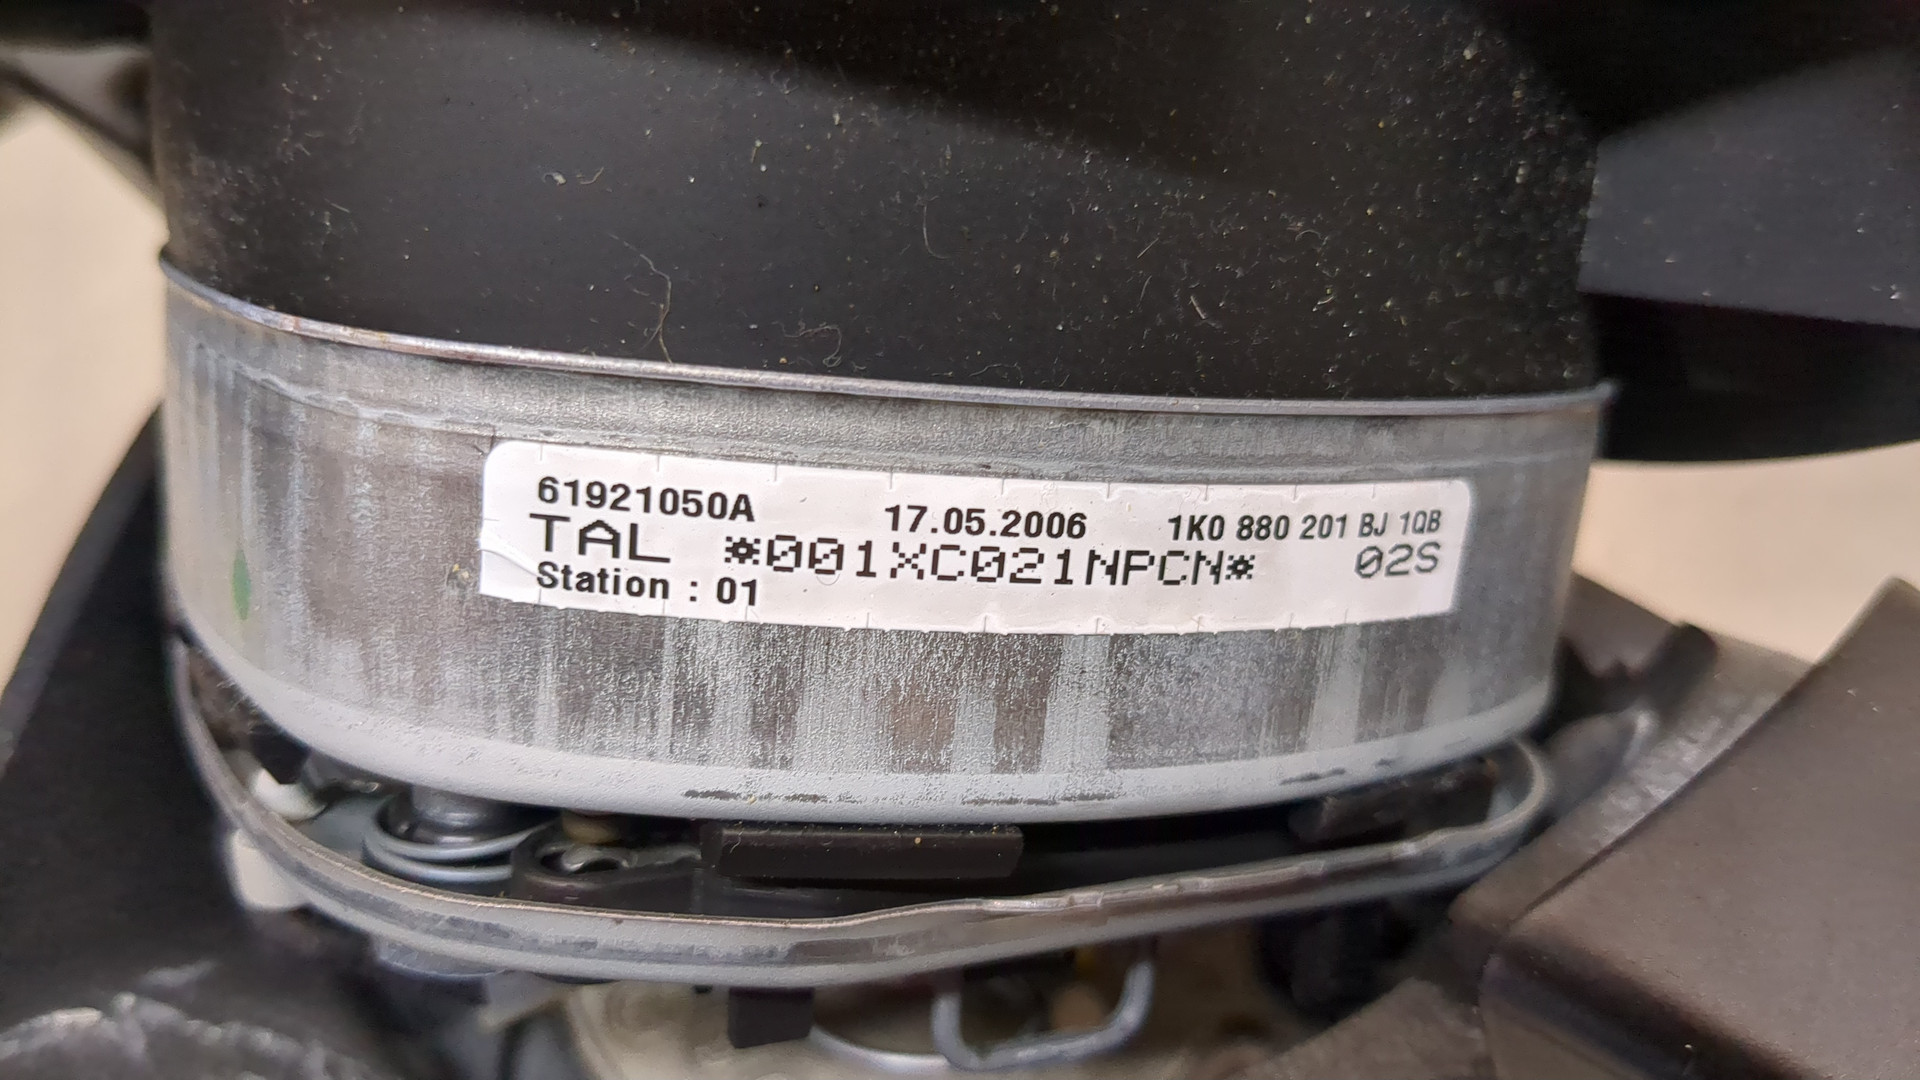 61921050A 17.05.2006 1K0 880 201 BJ 1QB
TAL *001XC021NPCN* 02S
Station : 01